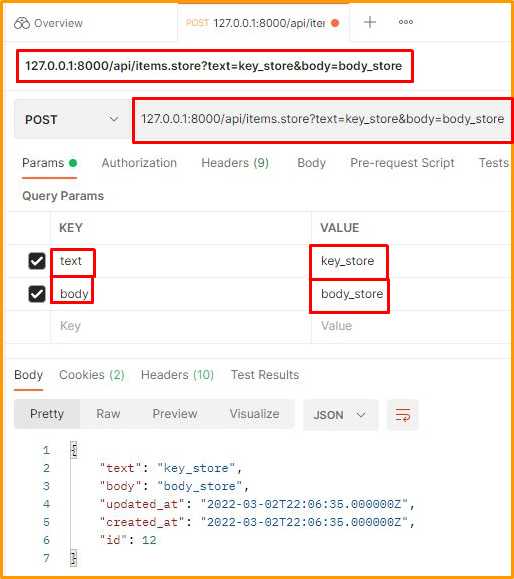 Overview
POST 127.0.0.1:8000/api/iten
127.0.0.1:8000/api/items.store?text=key_store&body=body_store
POST 127.0.0.1:8000/api/items.store?text=key_store&body=body_store
Params Authorization Headers (9) Body Pre-request Script Tests
Query Params
KEY VALUE
text key_store
body body_store
Key Value
Body Cookies (2) Headers (10) Test Results
Pretty Raw Preview Visualize JSON
1 {
2 "text": "key_store",
3 "body": "body_store",
4 "updated_at": "2022-03-02T22:06:35.000000Z",
5 "created_at": "2022-03-02T22:06:35.000000Z",
6 "id": 12
7 }